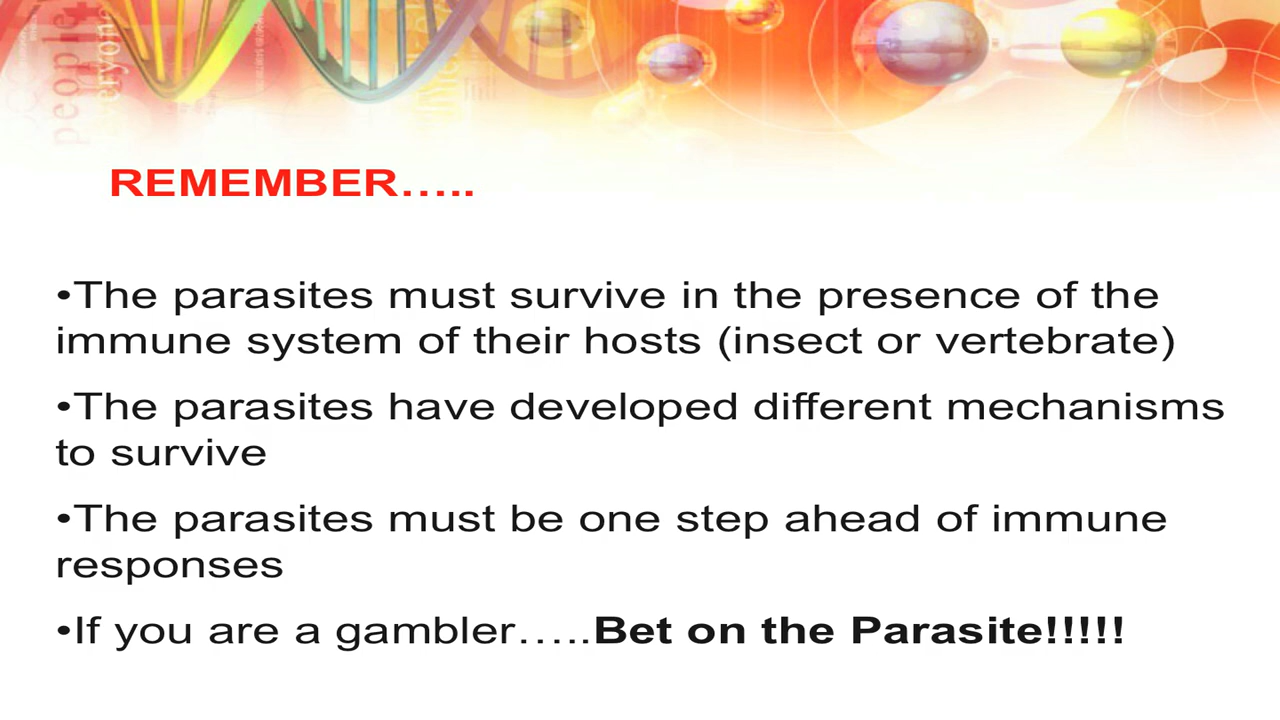 people
everyone
REMEMBER…..
•The parasites must survive in the presence of the
immune system of their hosts (insect or vertebrate)
•The parasites have developed different mechanisms
to survive
•The parasites must be one step ahead of immune
responses
•If you are a gambler…..Bet on the Parasite!!!!!